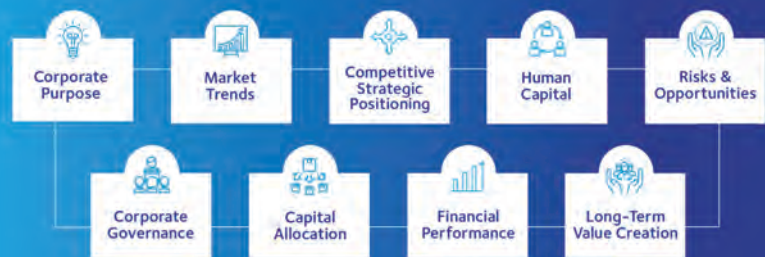 Corporate
Purpose
Market
Trends
Competitive
Strategic
Positioning
Human
Capital
Risks &
Opportunities
Corporate
Governance
Capital
Allocation
Financial
Performance
Long-Term
Value Creation